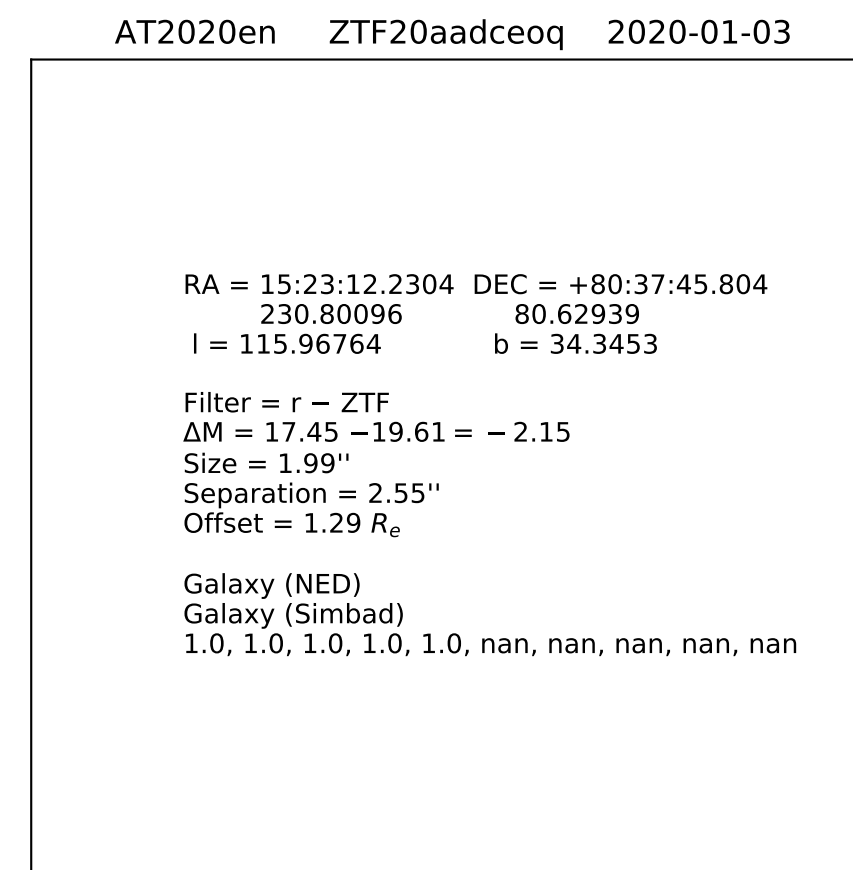 AT2020en ZTF20aadceoq 2020-01-03
RA = 15:23:12.2304 DEC = +80:37:45.804
230.80096 80.62939
l = 115.96764 b = 34.3453
Filter = r − ZTF
ΔM = 17.45 −19.61 = − 2.15
Size = 1.99''
Separation = 2.55''
Offset = 1.29 Re
Galaxy (NED)
Galaxy (Simbad)
1.0, 1.0, 1.0, 1.0, 1.0, nan, nan, nan, nan, nan